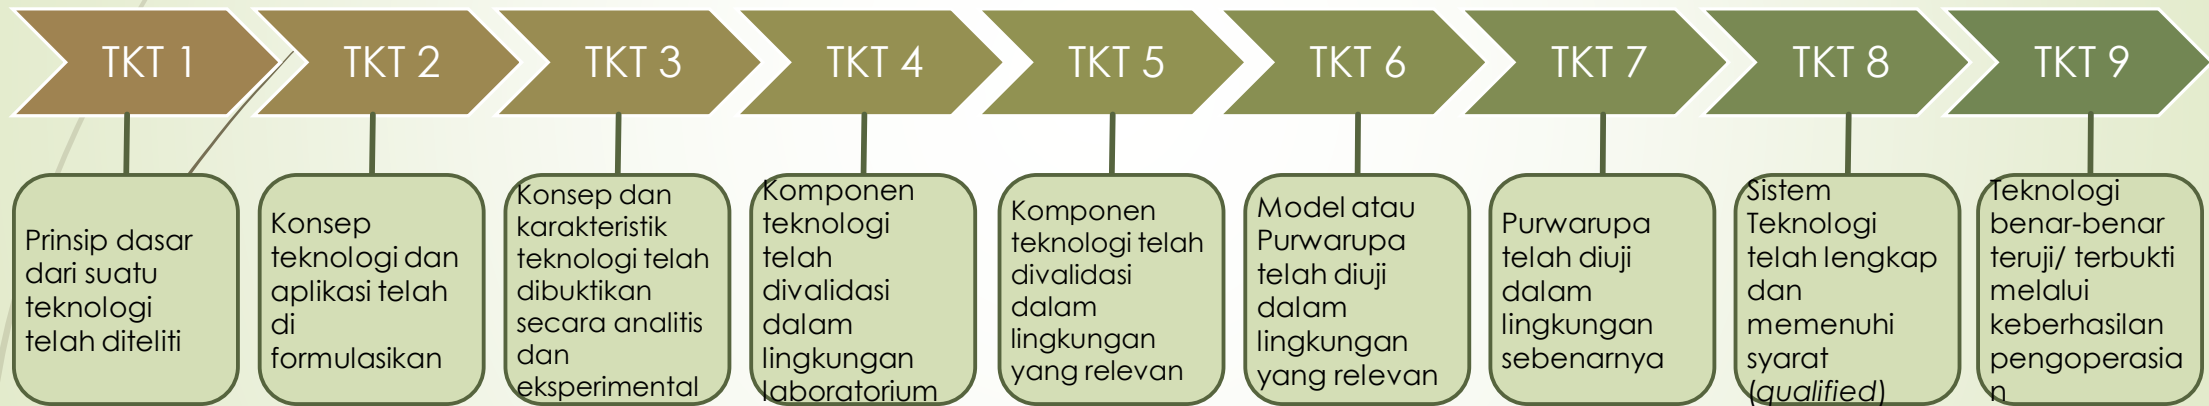 TKT 1
TKT 2
TKT 3
TKT 4
TKT 5
TKT 6
TKT 7
TKT 8
TKT 9
Prinsip dasar
dari suatu
teknologi
telah diteliti
Konsep
teknologi dan
aplikasi telah
di
formulasikan
Konsep dan
karakteristik
teknologi telah
dibuktikan
secara analitis
dan
eksperimental
Komponen
teknologi
telah
divalidasi
dalam
lingkungan
laboratorium
Komponen
teknologi telah
divalidasi
dalam
lingkungan
yang relevan
Model atau
Purwarupa
telah diuji
dalam
lingkungan
yang relevan
Purwarupa
telah diuji
dalam
lingkungan
sebenarnya
Sistem
Teknologi
telah lengkap
dan
memenuhi
syarat
(qualified)
Teknologi
benar-benar
teruji/ terbukti
melalui
keberhasilan
pengoperasia
n